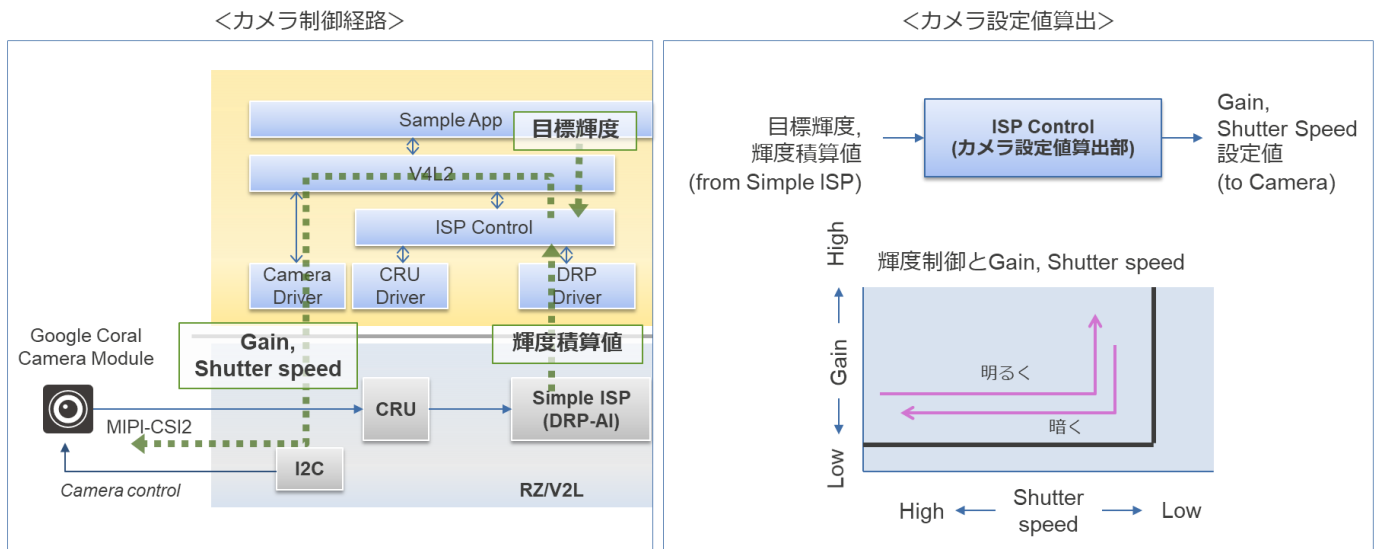 ＜カメラ制御経路＞
Sample App
目標輝度
V4L2
ISP Control
Camera
Driver
CRU
Driver
DRP
Driver
Google Coral
Camera Module
Gain,
Shutter speed
輝度積算値
CRU
Simple ISP
(DRP-AI)
MIPI-CSI2
I2C
Camera control
RZ/V2L
＜カメラ設定値算出＞
目標輝度,
輝度積算値
(from Simple ISP)
ISP Control
(カメラ設定値算出部)
Gain,
Shutter Speed
設定値
(to Camera)
輝度制御とGain, Shutter speed
High
Gain
Low
明るく
暗く
High
Shutter
speed
Low